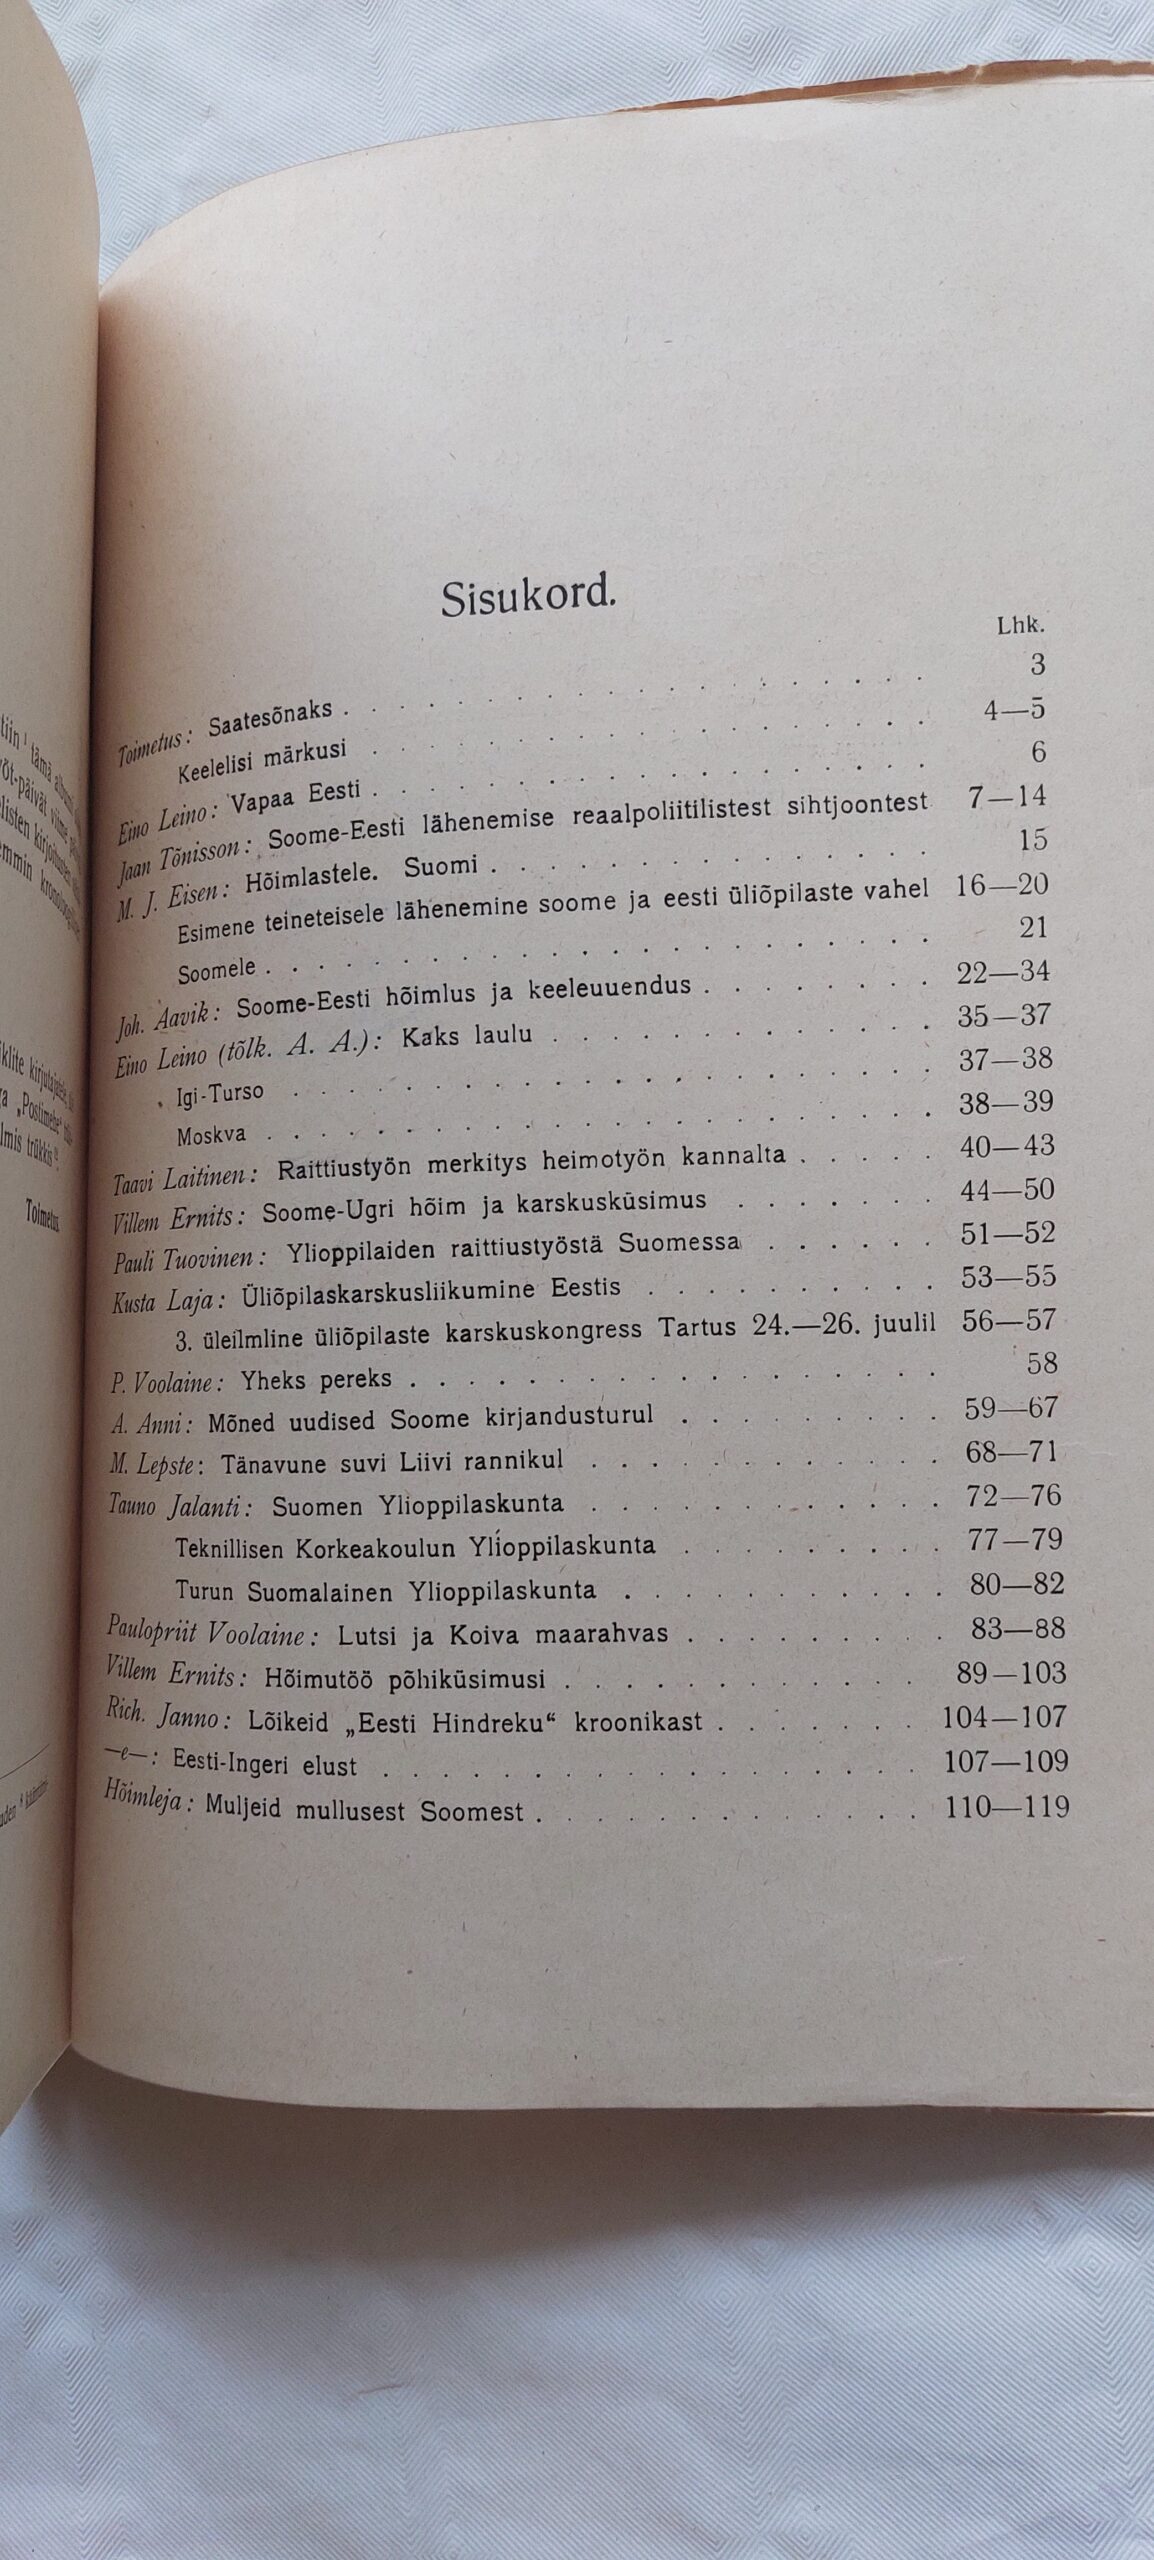 tiin
tämä
Toimetus.
Sisukord.
Lhk.
Toimetus: Saatesõnaks . . . . . . . . . . . . . . . . 3
Keelelisi märkusi . . . . . . . . . . . . . . . 4—5
Eino Leino: Vapaa Eesti . . . . . . . . . . . . . . . 6
Jaan Tõnisson: Soome-Eesti lähenemise reaalpoliitilistest sihtjoontest 7—14
M. J. Eisen: Hõimlastele. Suomi . . . . . . . . . . . . 15
Esimene teineteisele lähenemine soome ja eesti üliõpilaste vahel 16—20
Soomele . . . . . . . . . . . . . . . . . 21
Joh. Aavik: Soome-Eesti hõimlus ja keeleuuendus . . . . . . . . 22—34
Eino Leino (tõlk. A. A.): Kaks laulu . . . . . . . . . . . 35—37
Igi-Turso . . . . . . . . . . . . . . . . . 37—38
Moskva . . . . . . . . . . . . . . . . . . 38—39
Taavi Laitinen: Raittiustyön merkitys heimotyön kannalta . . . . . 40—43
Villem Ernits: Soome-Ugri hõim ja karskusküsimus . . . . . . . 44—50
Pauli Tuovinen: Ylioppilaiden raittiustyöstä Suomessa . . . . . . 51—52
Kusta Laja: Üliõpilaskarskusliikumine Eestis . . . . . . . . . . 53—55
3. üleilmline üliõpilaste karskuskongress Tartus 24.—26. juulil 56—57
P. Voolaine: Yheks pereks . . . . . . . . . . . . . . . 58
A. Anni: Mõned uudised Soome kirjandusturul . . . . . . . . . 59—67
M. Lepste: Tänavune suvi Liivi rannikul . . . . . . . . . . . . 68—71
Tauno Jalanti: Suomen Ylioppilaskunta . . . . . . . . . . . . 72—76
Teknillisen Korkeakoulun Ylioppilaskunta . . . . . . . . . 77—79
Turun Suomalainen Ylioppilaskunta . . . . . . . . . . . 80—82
Paulopriit Voolaine: Lutsi ja Koiva maarahvas . . . . . . . . . 83—88
Villem Ernits: Hõimutöö põhiküsimusi . . . . . . . . . . . . 89—103
Rich. Janno: Lõikeid „Eesti Hindreku“ kroonikast . . . . . . . 104—107
—e—: Eesti-Ingeri elust . . . . . . . . . . . . . . 107—109
Hõimleja: Muljeid mullusest Soomest . . . . . . . . . . . 110—119